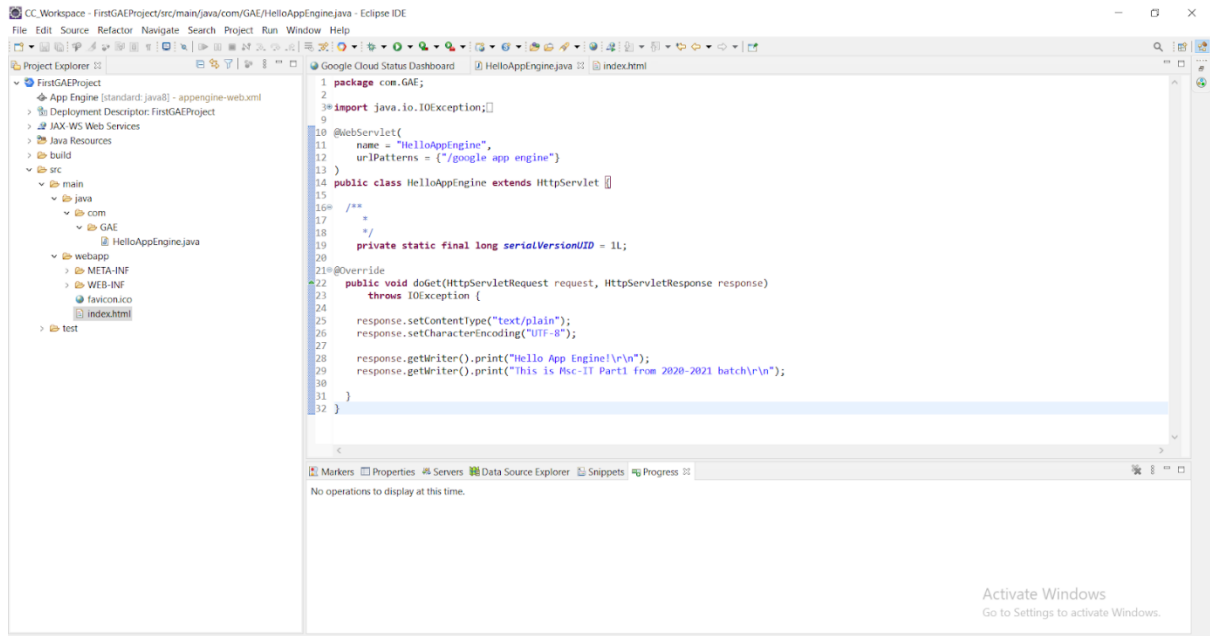 CC_Workspace - FirstGAEProject/src/main/java/com/GAE/HelloAppEngine.java - Eclipse IDE
File Edit Source Refactor Navigate Search Project Run Window Help
Project Explorer
FirstGAEProject
App Engine [standard: java8] - appengine-web.xml
Deployment Descriptor: FirstGAEProject
JAX-WS Web Services
Java Resources
build
src
main
java
com
GAE
HelloAppEngine.java
webapp
META-INF
WEB-INF
favicon.ico
index.html
test
Google Cloud Status Dashboard HelloAppEngine.java index.html
1 package com.GAE;
2
3 import java.io.IOException;
9
10 @WebServlet(
11 name = "HelloAppEngine",
12 urlPatterns = {"/google app engine"}
13 )
14 public class HelloAppEngine extends HttpServlet {
15
16 /**
17 *
18 */
19 private static final long serialVersionUID = 1L;
20
21 @Override
22 public void doGet(HttpServletRequest request, HttpServletResponse response)
23 throws IOException {
24
25 response.setContentType("text/plain");
26 response.setCharacterEncoding("UTF-8");
27
28 response.getWriter().print("Hello App Engine!\r\n");
29 response.getWriter().print("This is Msc-IT Part1 from 2020-2021 batch\r\n");
30
31 }
32 }
Markers Properties Servers Data Source Explorer Snippets Progress
No operations to display at this time.
Activate Windows
Go to Settings to activate Windows.